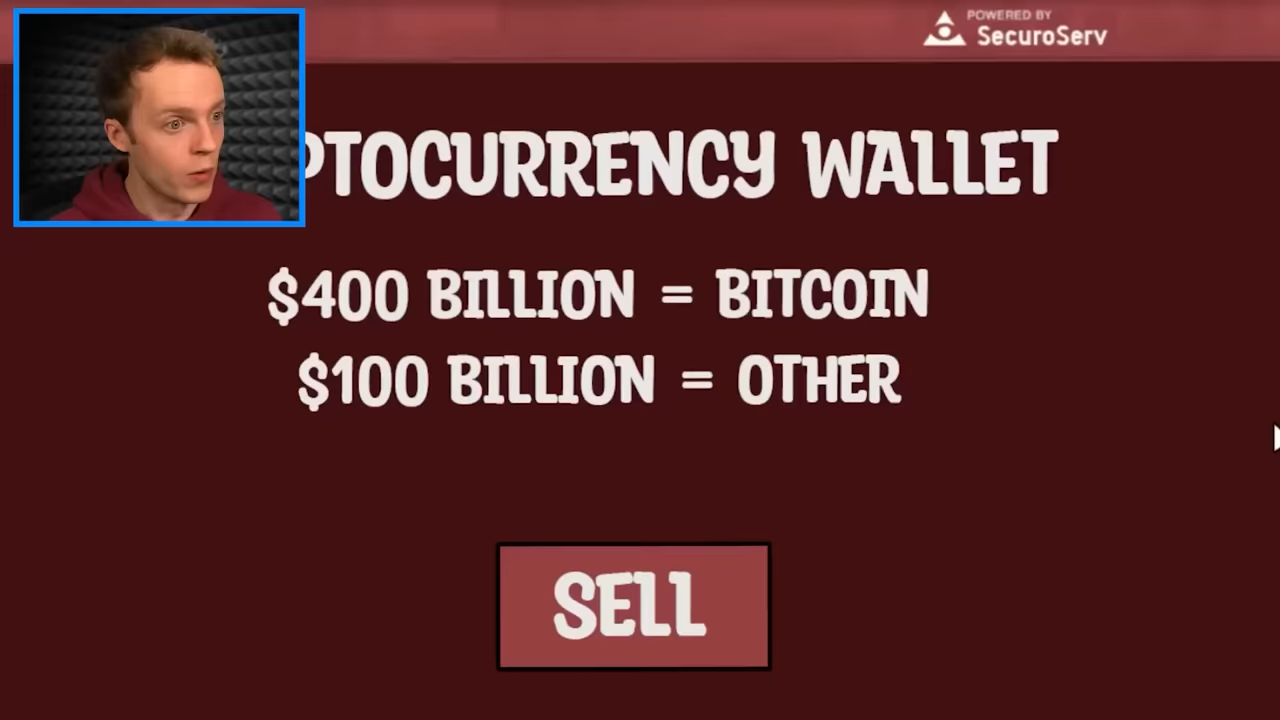 POWERED BY
SecuroServ
PTOCURRENCY WALLET
$400 BILLION = BITCOIN
$100 BILLION = OTHER
SELL